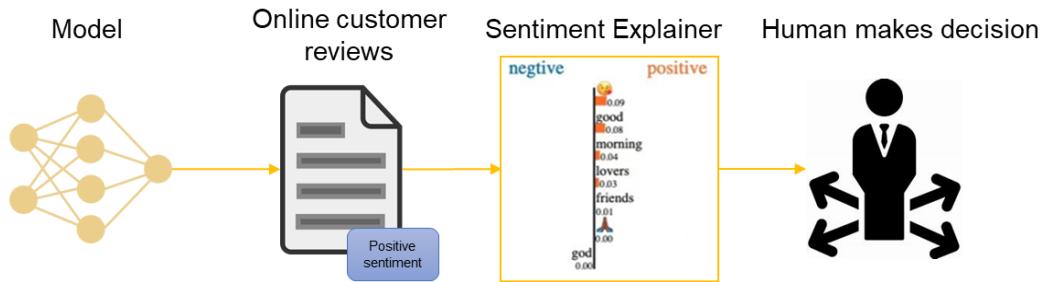 Model
Online customer
reviews
Sentiment Explainer
Human makes decision
negtive
positive
0.09
good
0.08
morning
0.04
lovers
0.03
friends
0.01
0.00
god
0.00
Positive
sentiment